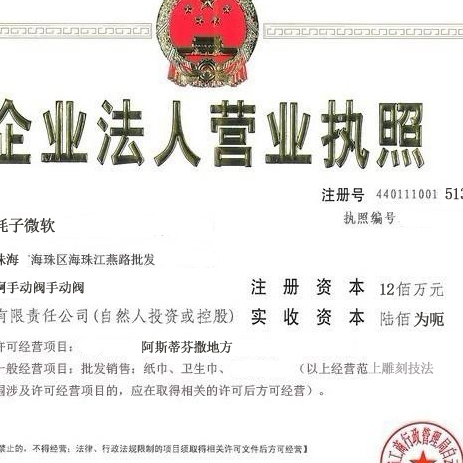 企业法人营业执照
注册号 440111001 513
执照编号
耗子微软
珠海 海珠区海珠江燕路批发
啊手动阀手动阀
注册资本 12佰万元
有限责任公司(自然人投资或控股)
实收资本 陆佰为呃
许可经营项目： 阿斯蒂芬撒地方
一般经营项目：批发销售：纸巾、卫生巾、 （以上经营范上雕刻技法
围涉及许可经营项目的，应在取得相关的许可后方可经营）。
禁止的，不得经营；法律、行政法规限制的项目须取得相关许可文件后方可经营】
工商行政管理局白